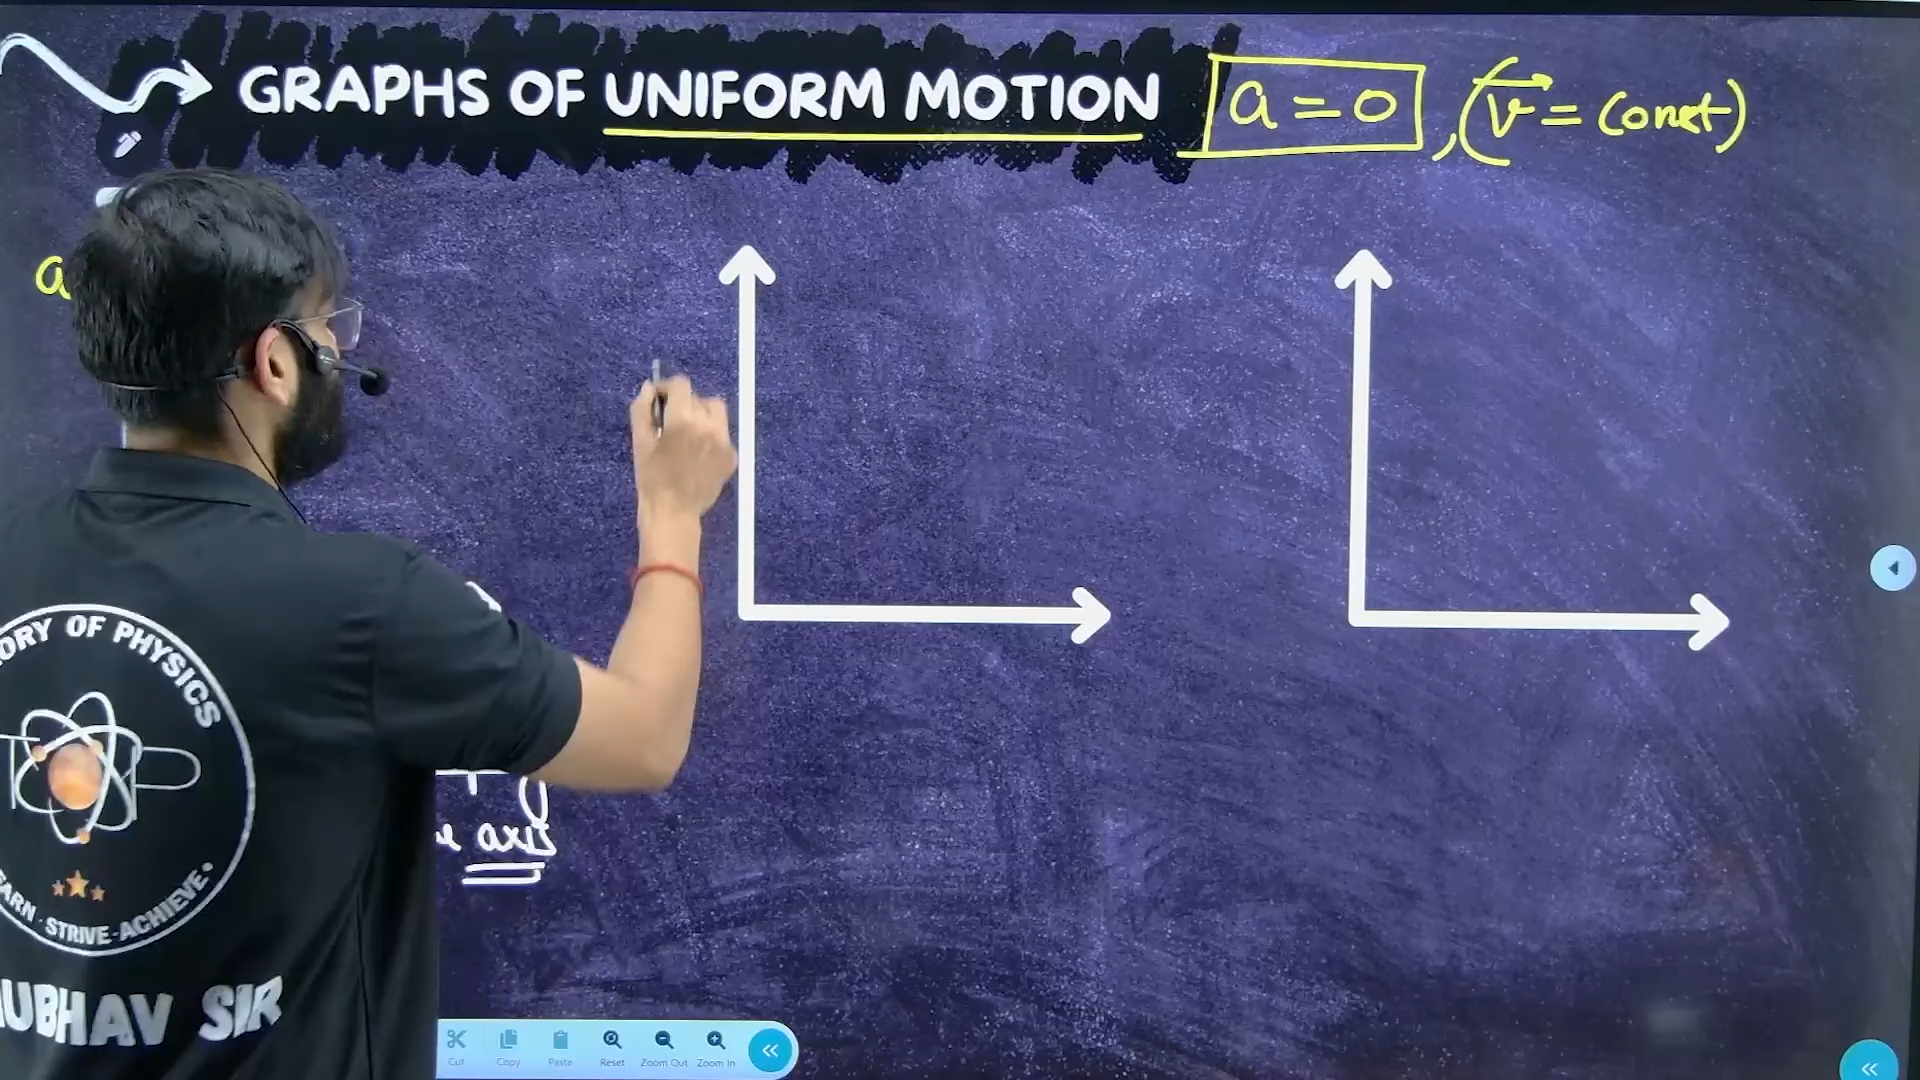 GRAPHS OF UNIFORM MOTION a = 0 , (v = const)
a
axis
ORY OF PHYSICS
ARN · STRIVE · ACHIEVE ·
UBHAV SIR
Cut Copy Paste Reset Zoom Out Zoom In